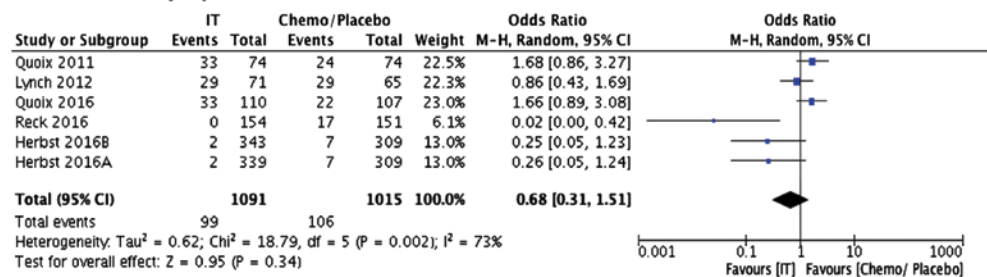 IT Chemo/Placebo Odds Ratio Odds Ratio
Study or Subgroup Events Total Events Total Weight M-H, Random, 95% CI M-H, Random, 95% CI
Quoix 2011 33 74 24 74 22.5% 1.68 [0.86, 3.27]
Lynch 2012 29 71 29 65 22.3% 0.86 [0.43, 1.69]
Quoix 2016 33 110 22 107 23.0% 1.66 [0.89, 3.08]
Reck 2016 0 154 17 151 6.1% 0.02 [0.00, 0.42]
Herbst 2016B 2 343 7 309 13.0% 0.25 [0.05, 1.23]
Herbst 2016A 2 339 7 309 13.0% 0.26 [0.05, 1.24]
Total (95% CI) 1091 1015 100.0% 0.68 [0.31, 1.51]
Total events 99 106
Heterogeneity: Tau² = 0.62; Chi² = 18.79, df = 5 (P = 0.002); I² = 73%
Test for overall effect: Z = 0.95 (P = 0.34)
0.001 0.1 1 10 1000
Favours [IT] Favours [Chemo/ Placebo]